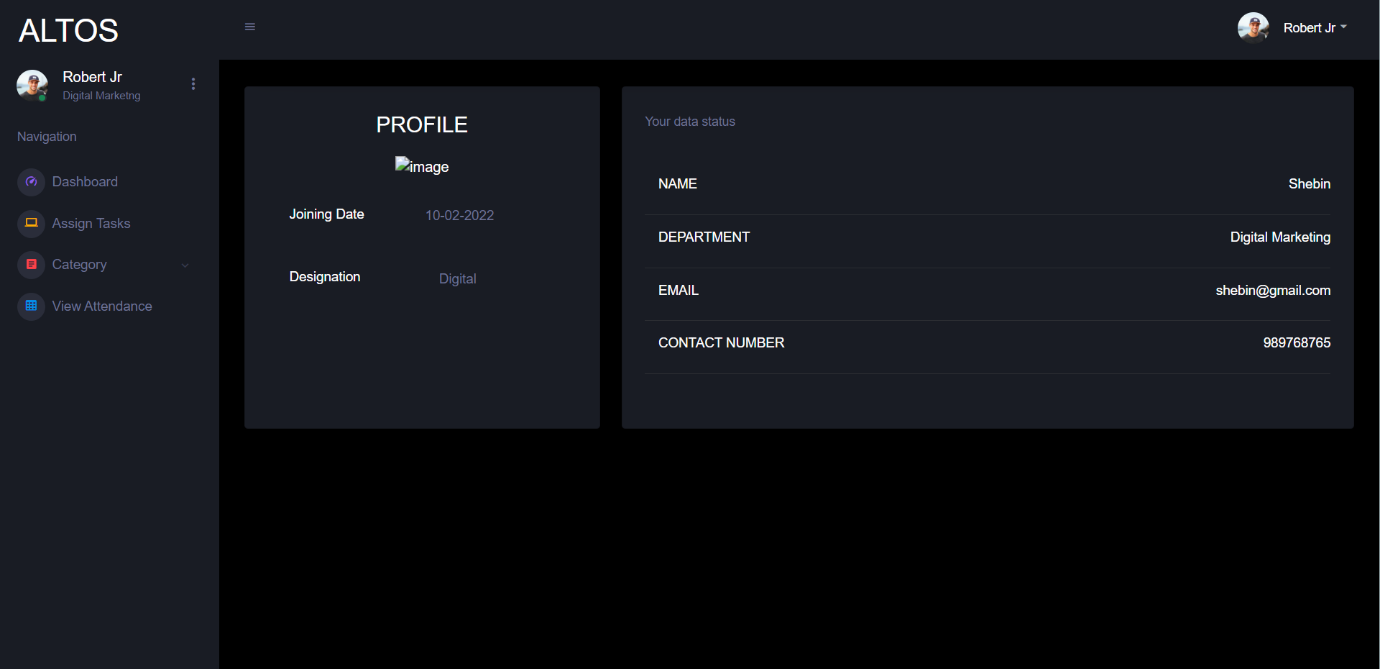 ALTOS
Robert Jr
Robert Jr
Digital Marketng
Navigation
Dashboard
Assign Tasks
Category
View Attendance
PROFILE
image
Joining Date 10-02-2022
Designation Digital
Your data status
NAME Shebin
DEPARTMENT Digital Marketing
EMAIL shebin@gmail.com
CONTACT NUMBER 989768765